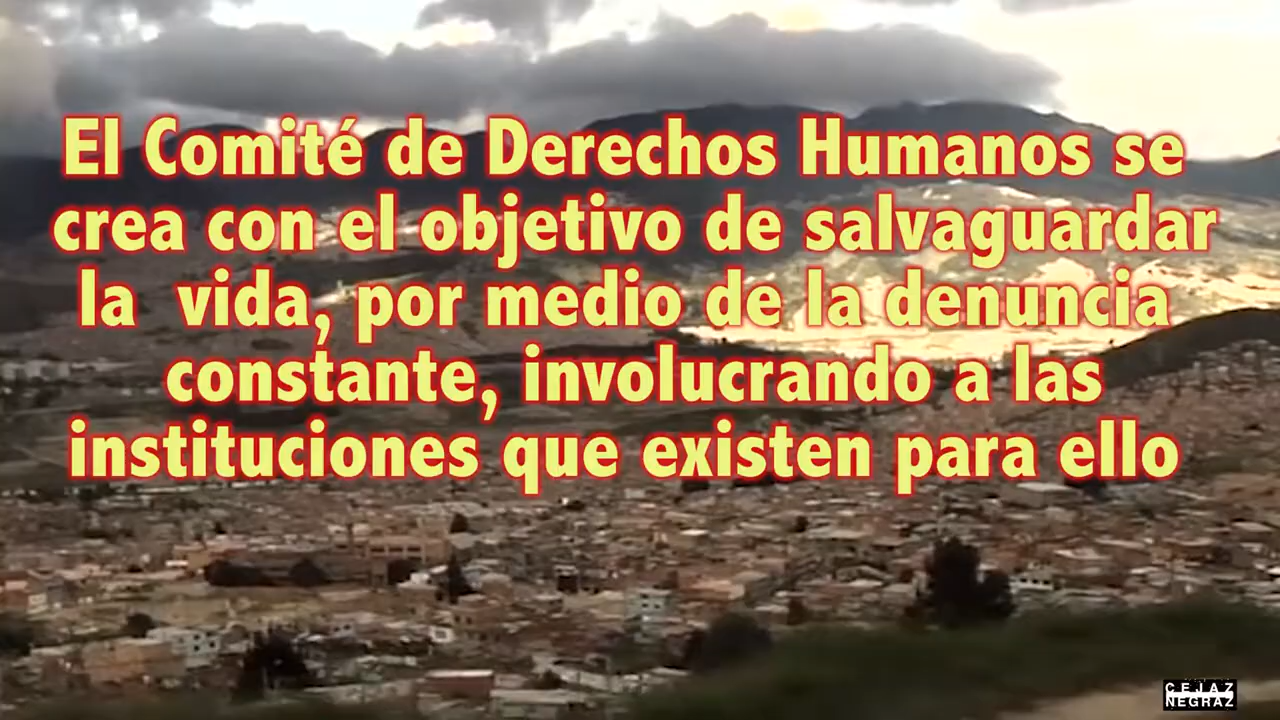 El Comité de Derechos Humanos se
crea con el objetivo de salvaguardar
la vida, por medio de la denuncia
constante, involucrando a las
instituciones que existen para ello
CEJAZ
NEGRAZ